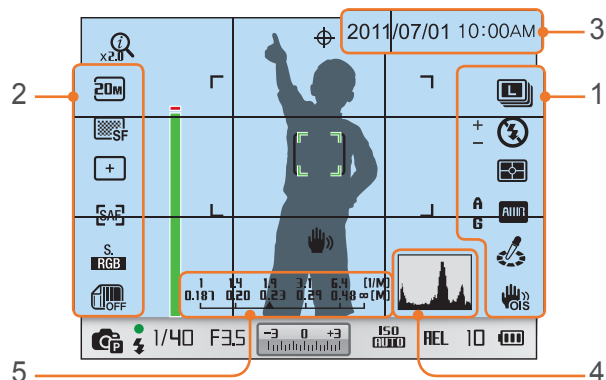 3
2011/07/01 10:00AM
x2.0
2
1
20M
L
SF
+
−
+
SAF
A
G
AWB
S.
RGB
OFF
OIS
1 1.4 1.9 3.1 6.4 (I/M)
0.187 0.20 0.23 0.29 0.48 ∞ (M)
P
1/40 F3.5
-3 0 +3
ISO
AUTO
AEL 10
5
4